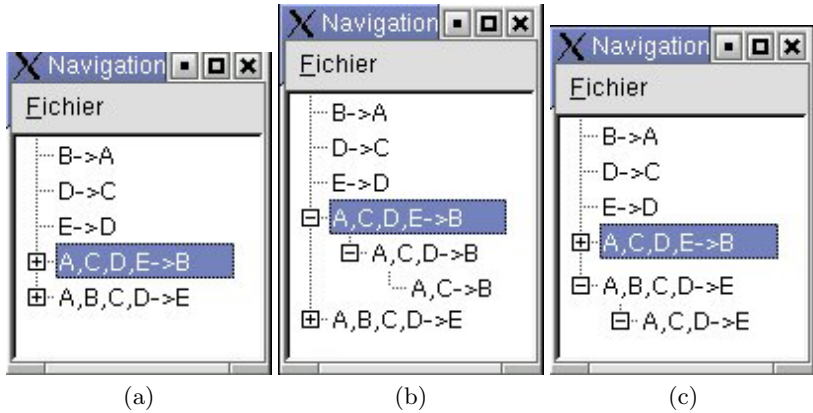 Navigation
Fichier
B->A
D->C
E->D
A,C,D,E->B
A,B,C,D->E
(a)
Navigation
Fichier
B->A
D->C
E->D
A,C,D,E->B
A,C,D->B
A,C->B
A,B,C,D->E
(b)
Navigation
Fichier
B->A
D->C
E->D
A,C,D,E->B
A,B,C,D->E
A,C,D->E
(c)